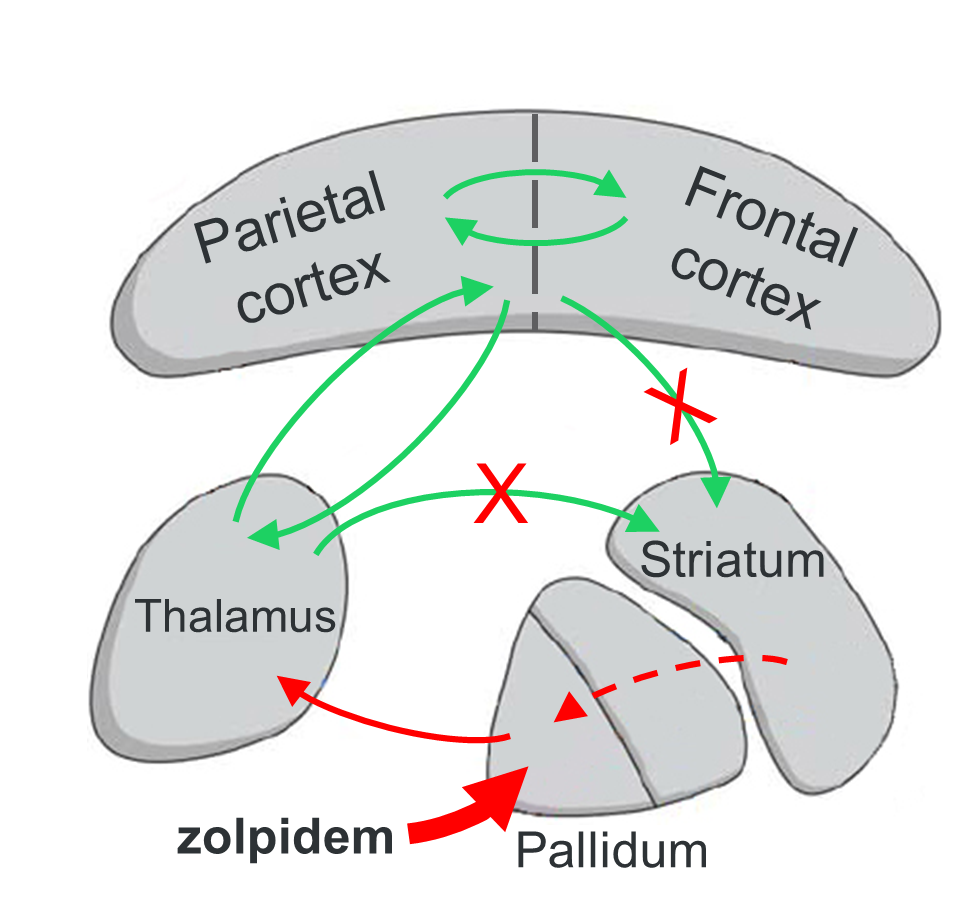 Parietal
cortex
Frontal
cortex
X
X
Striatum
Thalamus
zolpidem
Pallidum